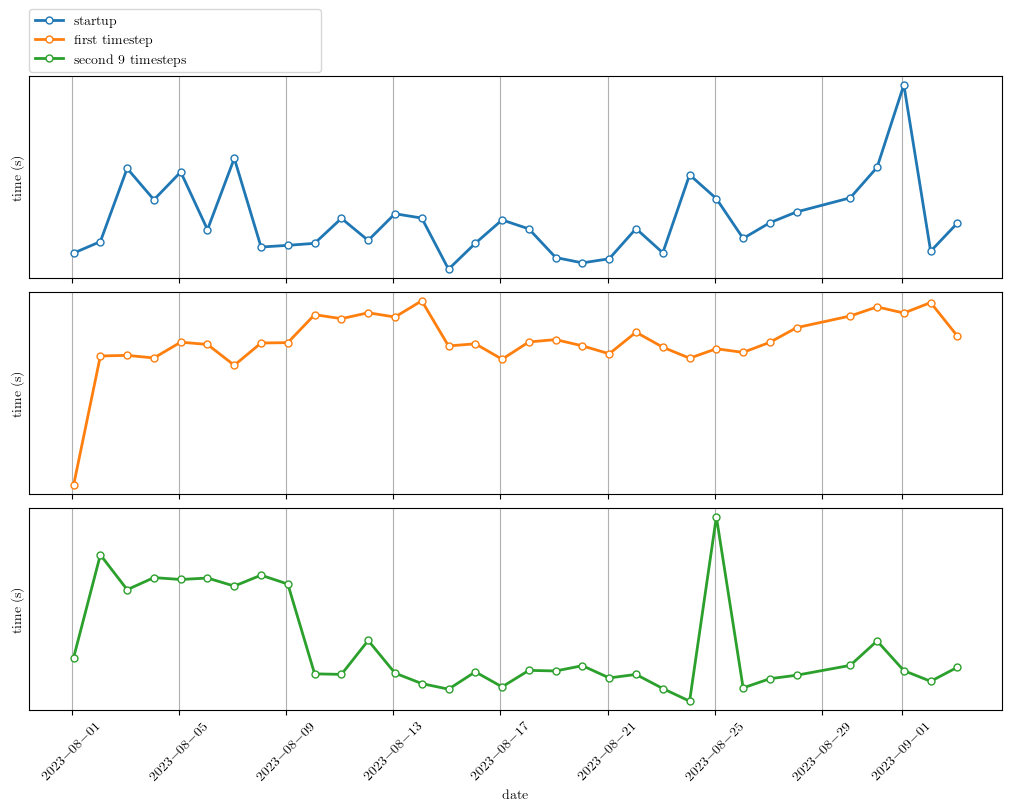 startup
first timestep
second 9 timesteps
time (s)
time (s)
time (s)
2023−08−01
2023−08−05
2023−08−09
2023−08−13
2023−08−17
2023−08−21
2023−08−25
2023−08−29
2023−09−01
date